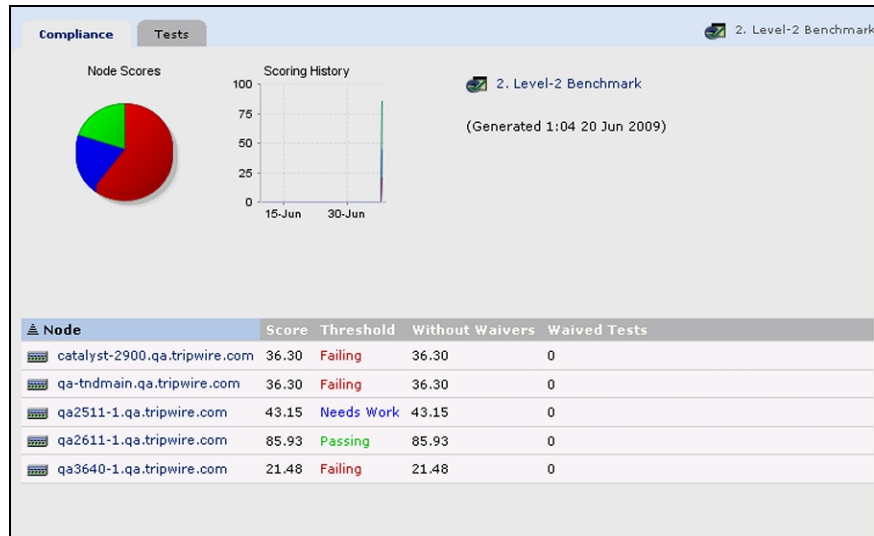 Compliance Tests
2. Level-2 Benchmark
Node Scores
Scoring History
100
75
50
25
0
15-Jun 30-Jun
2. Level-2 Benchmark
(Generated 1:04 20 Jun 2009)
Node Score Threshold Without Waivers Waived Tests
catalyst-2900.qa.tripwire.com 36.30 Failing 36.30 0
qa-tndmain.qa.tripwire.com 36.30 Failing 36.30 0
qa2511-1.qa.tripwire.com 43.15 Needs Work 43.15 0
qa2611-1.qa.tripwire.com 85.93 Passing 85.93 0
qa3640-1.qa.tripwire.com 21.48 Failing 21.48 0